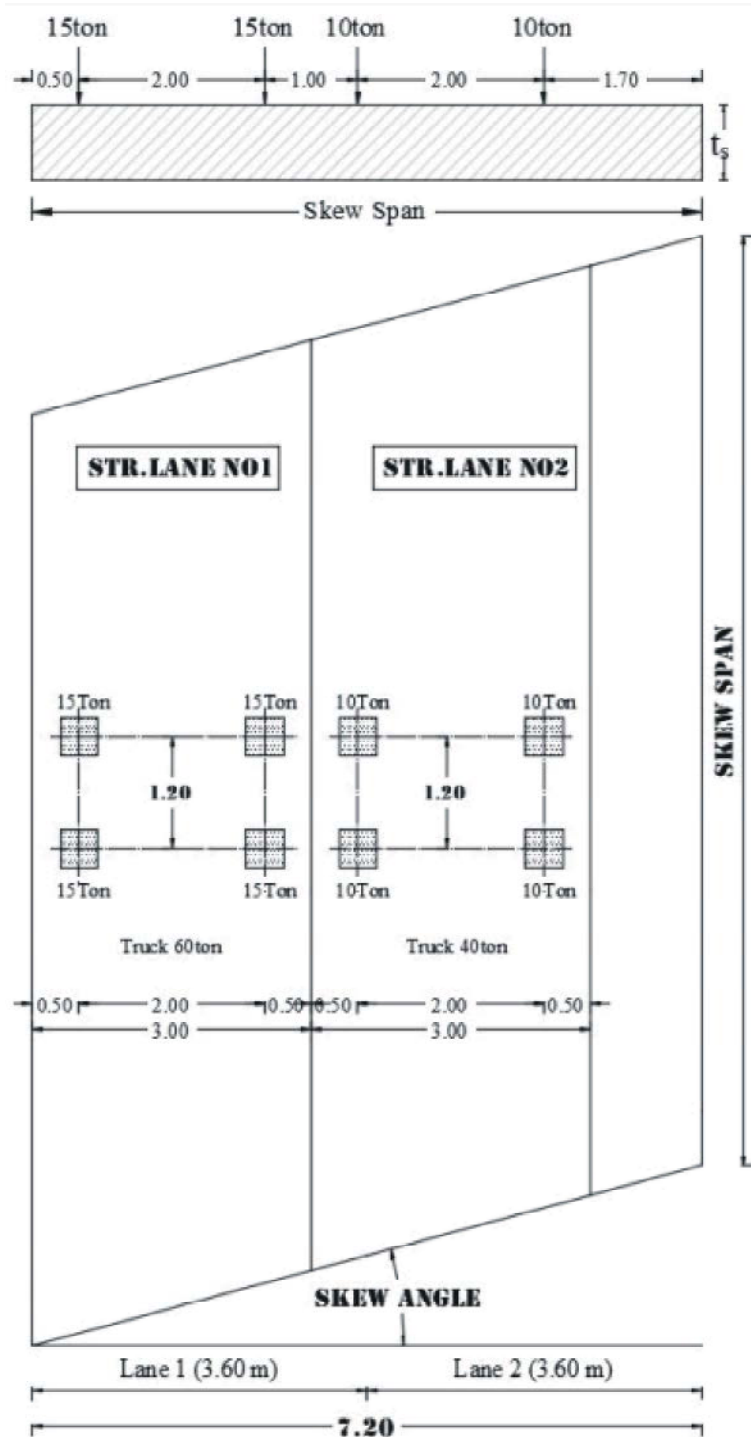 15ton 15ton 10ton 10ton
0.50 2.00 1.00 2.00 1.70
ts
Skew Span
STR.LANE NO1 STR.LANE NO2
SKEW SPAN
15Ton 15Ton 10Ton 10Ton
1.20 1.20
15Ton 15Ton 10Ton 10Ton
Truck 60ton Truck 40ton
0.50 2.00 0.50 0.50 2.00 0.50
3.00 3.00
SKEW ANGLE
Lane 1 (3.60 m) Lane 2 (3.60 m)
7.20